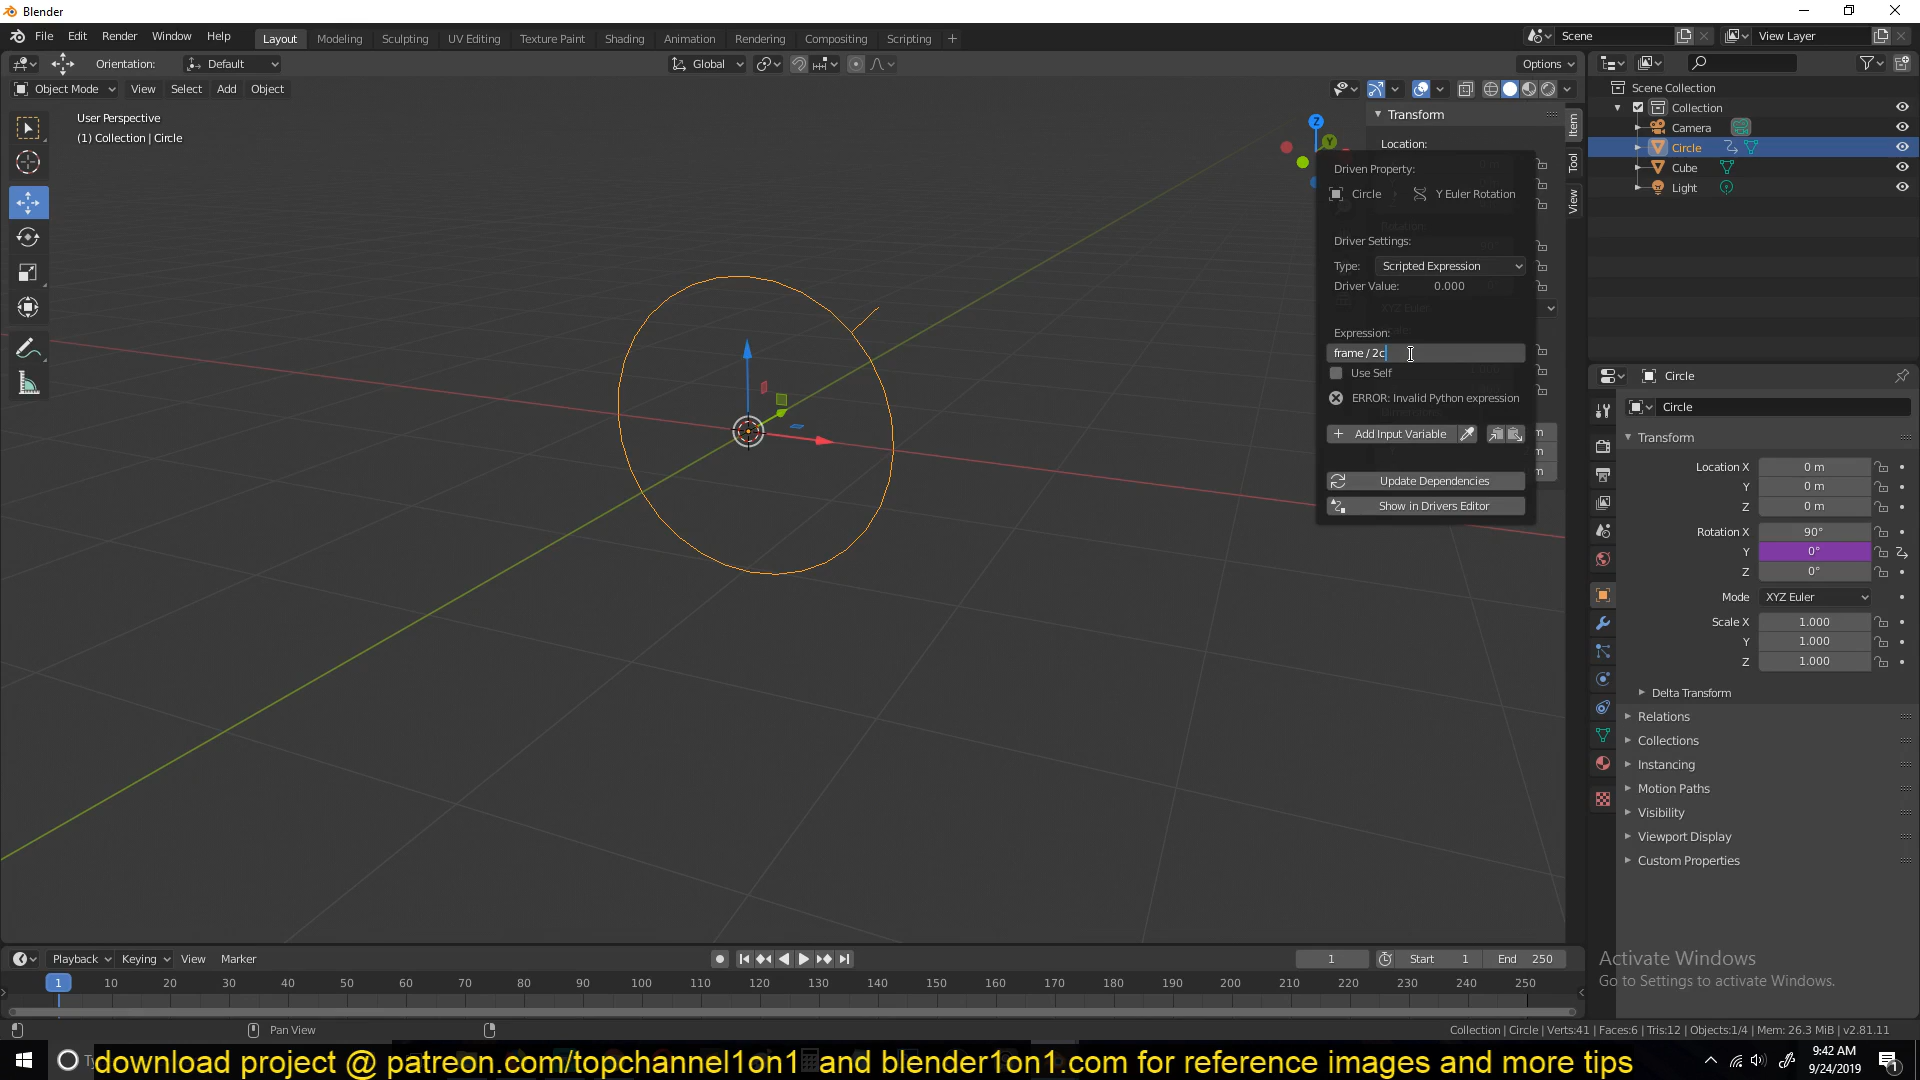 Blender
File Edit Render Window Help Layout Modeling Sculpting UV Editing Texture Paint Shading Animation Rendering Compositing Scripting + Scene View Layer
Orientation: Default Global Options
Object Mode View Select Add Object
User Perspective
(1) Collection | Circle
Z
Y
Transform
Location:
Item
Tool
View
Driven Property:
Circle Y Euler Rotation
Driver Settings:
Type: Scripted Expression
Driver Value: 0.000
XYZ Euler
Expression:
frame / 2c
Use Self
ERROR: Invalid Python expression
Add Input Variable
m
m
m
Update Dependencies
Show in Drivers Editor
Scene Collection
Collection
Camera
Circle
Cube
Light
Circle
Circle
Transform
Location X 0 m
Y 0 m
Z 0 m
Rotation X 90°
Y 0°
Z 0°
Mode XYZ Euler
Scale X 1.000
Y 1.000
Z 1.000
Delta Transform
Relations
Collections
Instancing
Motion Paths
Visibility
Viewport Display
Custom Properties
Activate Windows
Go to Settings to activate Windows.
Playback Keying View Marker 1 Start 1 End 250
1 10 20 30 40 50 60 70 80 90 100 110 120 130 140 150 160 170 180 190 200 210 220 230 240 250
Pan View
Collection | Circle | Verts:41 | Faces:6 | Tris:12 | Objects:1/4 | Mem: 26.3 MiB | v2.81.11
download project @ patreon.com/topchannel1on1 and blender1on1.com for reference images and more tips
9:42 AM
9/24/2019
1